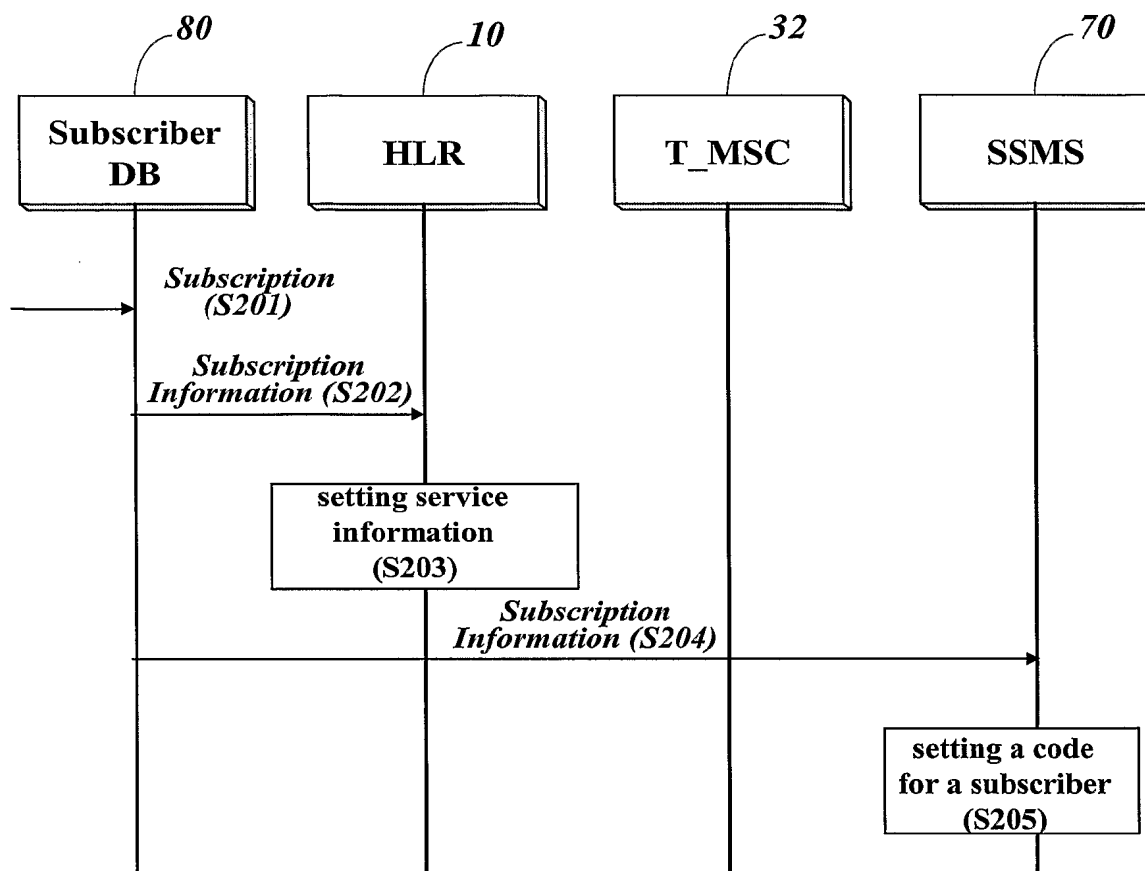 80
10
32
70
Subscriber
DB
HLR
T_MSC
SSMS
Subscription
(S201)
Subscription
Information (S202)
setting service
information
(S203)
Subscription
Information (S204)
setting a code
for a subscriber
(S205)